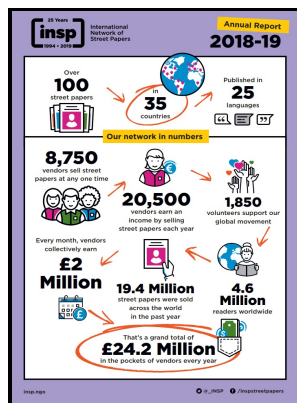 25 Years
insp
1994 • 2019
International
Network of
Street Papers
Annual Report
2018-19
Over
100
street papers
in
35
countries
Published in
25
languages
Our network in numbers
8,750
vendors sell street
papers at any one time
20,500
vendors earn an
income by selling
street papers each year
1,850
volunteers support our
global movement
Every month, vendors
collectively earn
£2
Million
19.4 Million
street papers were sold
across the world
in the past year
4.6
Million
readers worldwide
That's a grand total of
£24.2 Million
in the pockets of vendors every year
insp.ngo
@_INSP
/inspstreetpapers